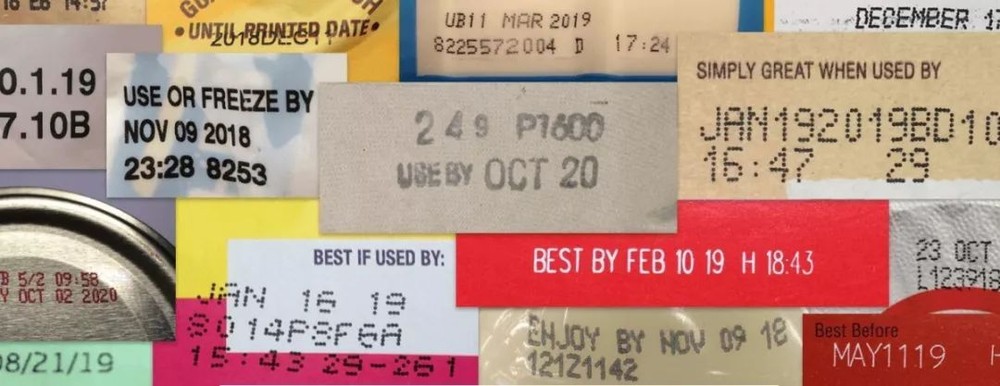 14:57
• UNTIL PRINTED DATE •
2018DEC11
UB11 MAR 2019
8225572004 D 17:24
DECEMBER 17
0.1.19
7.10B
USE OR FREEZE BY
NOV 09 2018
23:28 8253
249 P1600
USE BY OCT 20
SIMPLY GREAT WHEN USED BY
JAN192019BD10
16:47 29
B 5/2 09:58
Y OCT 02 2020
08/21/19
BEST IF USED BY:
JAN 16 19
8014P8F6A
15:43 29-261
BEST BY FEB 10 19 H 18:43
ENJOY BY NOV 09 18
121Z1142
23 OCT
L123916
Best Before
MAY1119 H